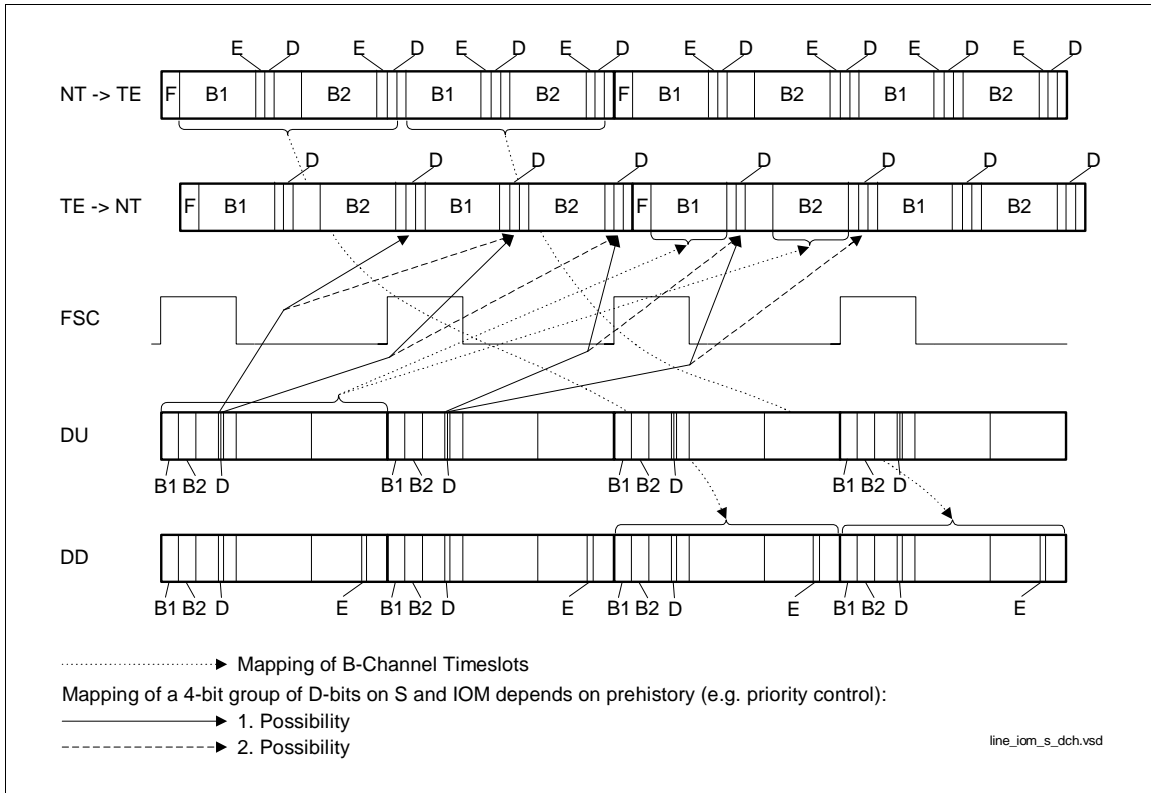 E D E D E D E D E D E D E D E D
NT -> TE F B1 B2 B1 B2 F B1 B2 B1 B2
D D D D D D D D
TE -> NT F B1 B2 B1 B2 F B1 B2 B1 B2
FSC
DU
B1 B2 D B1 B2 D B1 B2 D B1 B2 D
DD
B1 B2 D E B1 B2 D E B1 B2 D E B1 B2 D E
Mapping of B-Channel Timeslots
Mapping of a 4-bit group of D-bits on S and IOM depends on prehistory (e.g. priority control):
1. Possibility
2. Possibility
line_iom_s_dch.vsd